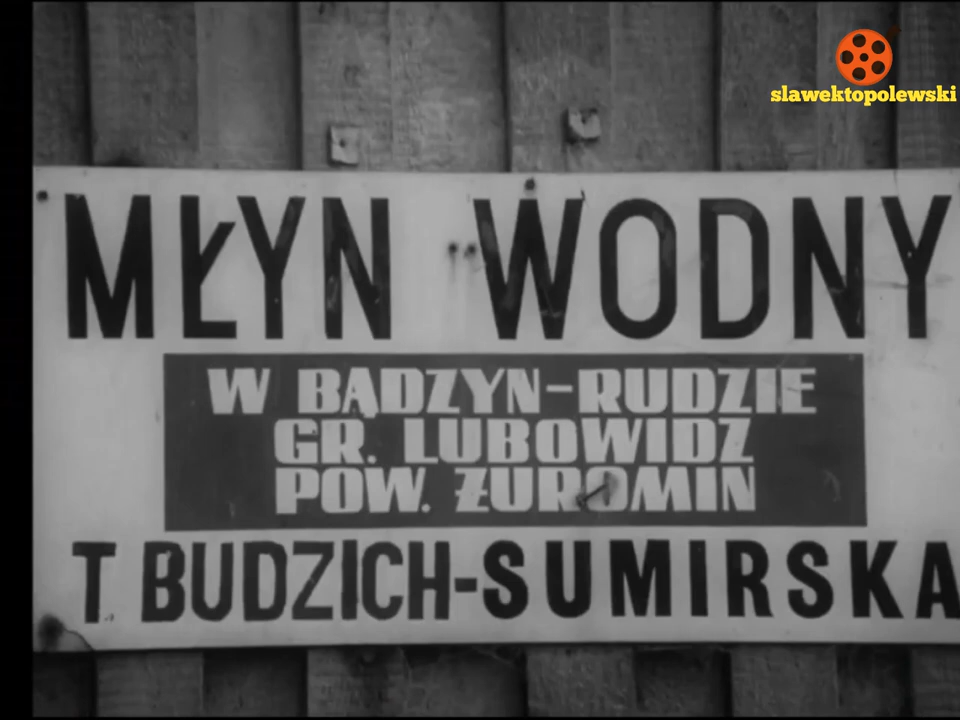 slawektopolewski
MŁYN WODNY
W BĄDZYN-RUDZIE
GR. LUBOWIDZ
POW. ŻUROMIN
T BUDZICH-SUMIRSKA